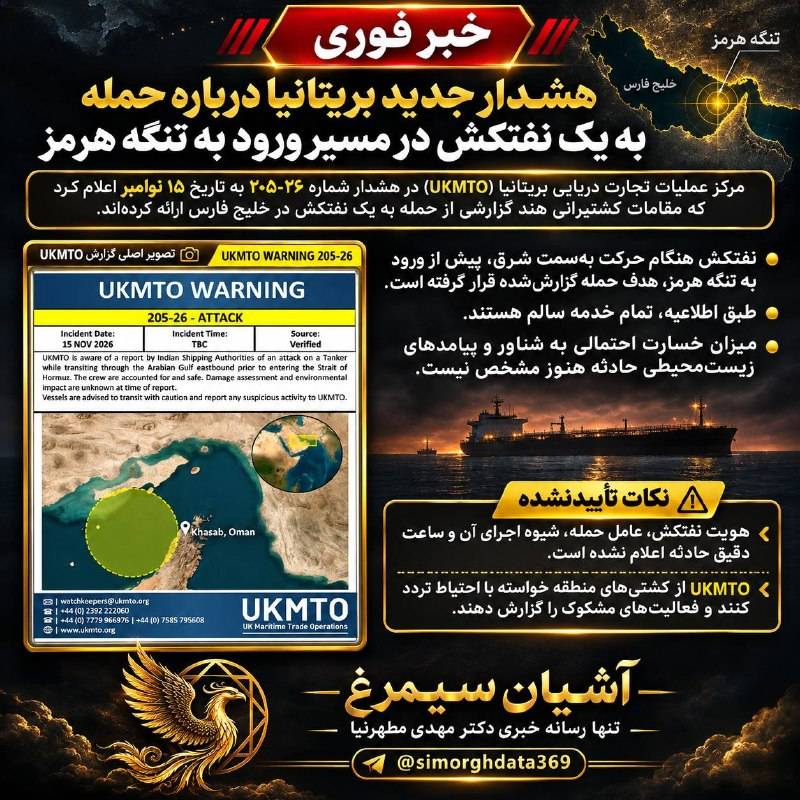 خبر فوری
تنگه هرمز
خلیج فارس
هشدار جدید بریتانیا درباره حمله
به یک نفتکش در مسیر ورود به تنگه هرمز
مرکز عملیات تجارت دریایی بریتانیا (UKMTO) در هشدار شماره ۲۶-۲۰۵ به تاریخ ۱۵ نوامبر اعلام کرد
که مقامات کشتیرانی هند گزارشی از حمله به یک نفتکش در خلیج فارس ارائه کرده‌اند.
نفتکش هنگام حرکت به‌سمت شرق، پیش از ورود
به تنگه هرمز، هدف حمله گزارش‌شده قرار گرفته است.
طبق اطلاعیه، تمام خدمه سالم هستند.
میزان خسارت احتمالی به شناور و پیامدهای
زیست‌محیطی حادثه هنوز مشخص نیست.
تصویر اصلی گزارش UKMTO
UKMTO WARNING 205-26
UKMTO WARNING
205-26 - ATTACK
Incident Date:
15 NOV 2026
Incident Time:
TBC
Source:
Verified
UKMTO is aware of a report by Indian Shipping Authorities of an attack on a Tanker
while transiting through the Arabian Gulf eastbound prior to entering the Strait of
Hormuz. The crew are accounted for and safe. Damage assessment and environmental
impact are unknown at time of report.
Vessels are advised to transit with caution and report any suspicious activity to UKMTO.
Khasab, Oman
| watchkeepers@ukmto.org
| +44 (0) 2392 222060
| +44 (0) 7779 966976 | +44 (0) 7585 795608
| www.ukmto.org
UKMTO
UK Maritime Trade Operations
نکات تأییدنشده
هویت نفتکش، عامل حمله، شیوه اجرای آن و ساعت
دقیق حادثه اعلام نشده است.
UKMTO از کشتی‌های منطقه خواسته با احتیاط تردد
کنند و فعالیت‌های مشکوک را گزارش دهند.
آشیان سیمرغ
تنها رسانه خبری دکتر مهدی مطهرنیا
@simorghdata369